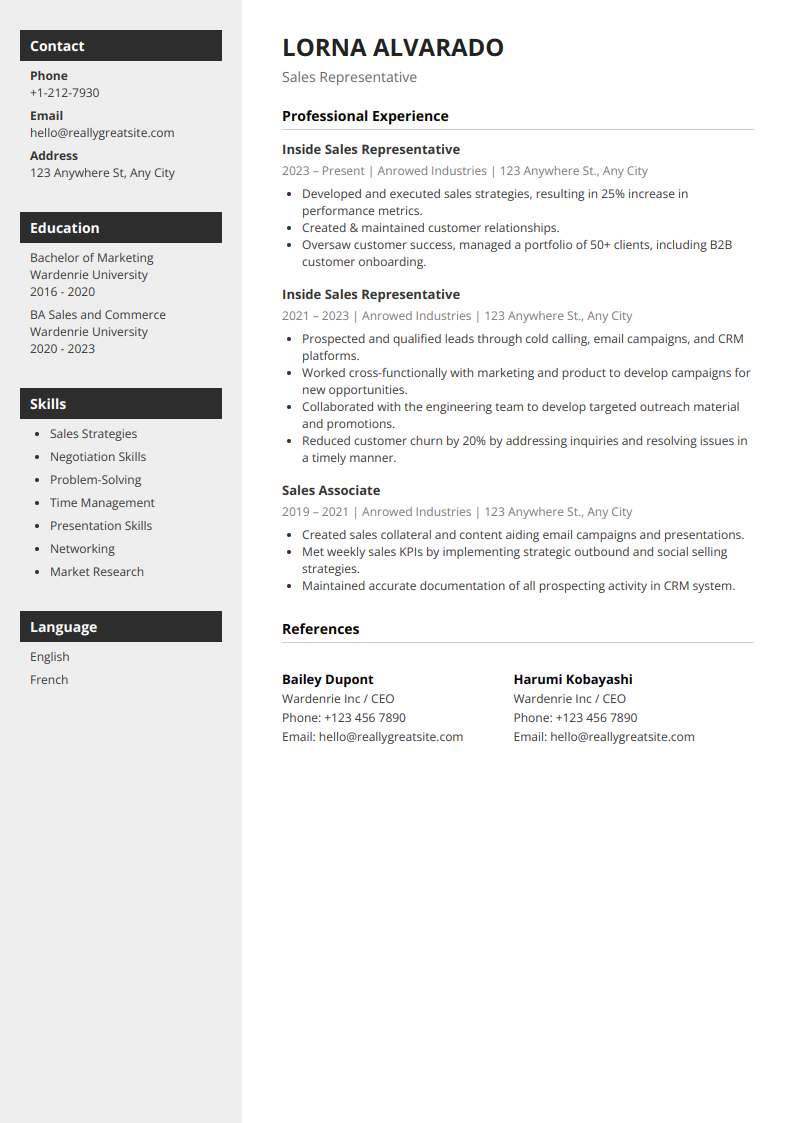 Contact
Phone
+1-212-7930
Email
hello@reallygreatsite.com
Address
123 Anywhere St, Any City
Education
Bachelor of Marketing
Wardenrie University
2016 - 2020
BA Sales and Commerce
Wardenrie University
2020 - 2023
Skills
• Sales Strategies
• Negotiation Skills
• Problem-Solving
• Time Management
• Presentation Skills
• Networking
• Market Research
Language
English
French
LORNA ALVARADO
Sales Representative
Professional Experience
Inside Sales Representative
2023 – Present | Anrowed Industries | 123 Anywhere St., Any City
• Developed and executed sales strategies, resulting in 25% increase in
performance metrics.
• Created & maintained customer relationships.
• Oversaw customer success, managed a portfolio of 50+ clients, including B2B
customer onboarding.
Inside Sales Representative
2021 – 2023 | Anrowed Industries | 123 Anywhere St., Any City
• Prospected and qualified leads through cold calling, email campaigns, and CRM
platforms.
• Worked cross-functionally with marketing and product to develop campaigns for
new opportunities.
• Collaborated with the engineering team to develop targeted outreach material
and promotions.
• Reduced customer churn by 20% by addressing inquiries and resolving issues in
a timely manner.
Sales Associate
2019 – 2021 | Anrowed Industries | 123 Anywhere St., Any City
• Created sales collateral and content aiding email campaigns and presentations.
• Met weekly sales KPIs by implementing strategic outbound and social selling
strategies.
• Maintained accurate documentation of all prospecting activity in CRM system.
References
Bailey Dupont
Wardenrie Inc / CEO
Phone: +123 456 7890
Email: hello@reallygreatsite.com
Harumi Kobayashi
Wardenrie Inc / CEO
Phone: +123 456 7890
Email: hello@reallygreatsite.com